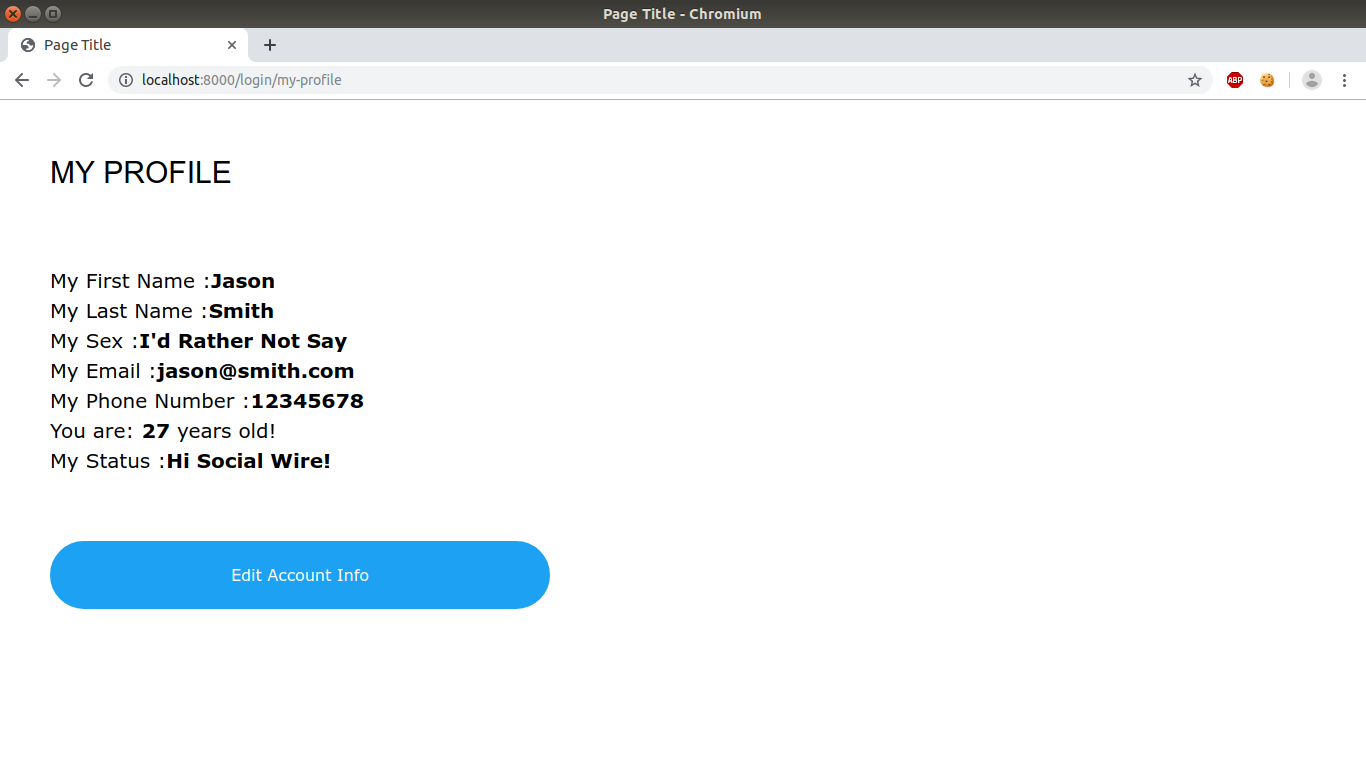 Page Title - Chromium
Page Title
localhost:8000/login/my-profile
ABP
MY PROFILE
My First Name :Jason
My Last Name :Smith
My Sex :I'd Rather Not Say
My Email :jason@smith.com
My Phone Number :12345678
You are: 27 years old!
My Status :Hi Social Wire!
Edit Account Info